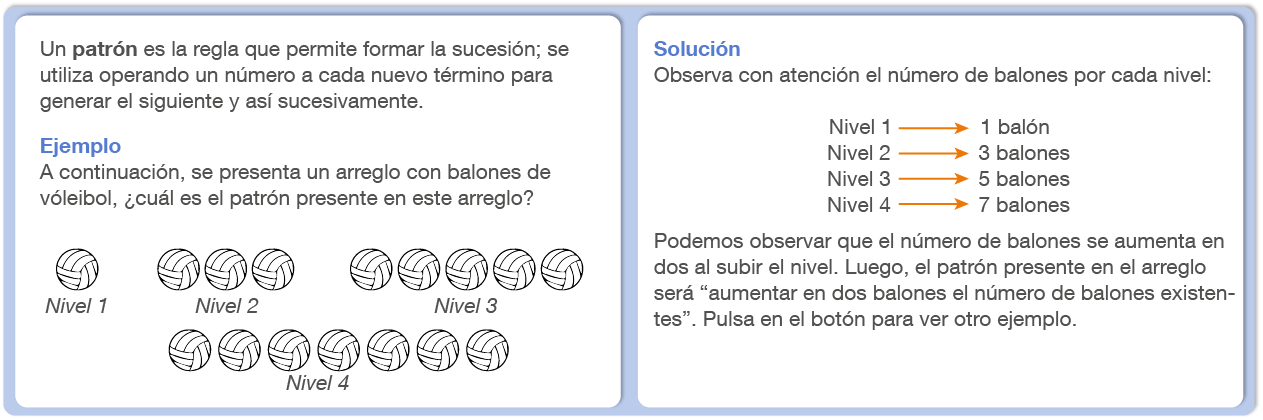 Un patrón es la regla que permite formar la sucesión; se
utiliza operando un número a cada nuevo término para
generar el siguiente y así sucesivamente.
Ejemplo
A continuación, se presenta un arreglo con balones de
vóleibol, ¿cuál es el patrón presente en este arreglo?
Nivel 1
Nivel 2
Nivel 3
Nivel 4
Solución
Observa con atención el número de balones por cada nivel:
Nivel 1 → 1 balón
Nivel 2 → 3 balones
Nivel 3 → 5 balones
Nivel 4 → 7 balones
Podemos observar que el número de balones se aumenta en
dos al subir el nivel. Luego, el patrón presente en el arreglo
será “aumentar en dos balones el número de balones existen-
tes”. Pulsa en el botón para ver otro ejemplo.